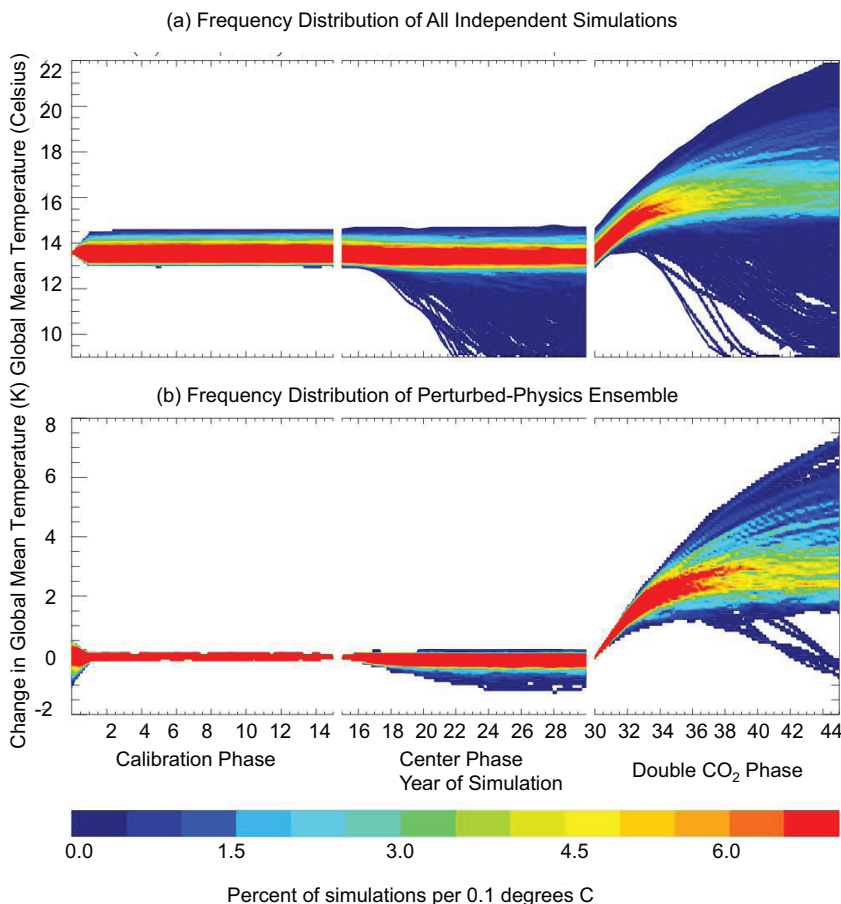 (a) Frequency Distribution of All Independent Simulations
Global Mean Temperature (Celsius)
22
20
18
16
14
12
10
(b) Frequency Distribution of Perturbed-Physics Ensemble
Change in Global Mean Temperature (K)
8
6
4
2
0
-2
2 4 6 8 10 12 14 16 18 20 22 24 26 28 30 32 34 36 38 40 42 44
Calibration Phase
Center Phase
Year of Simulation
Double CO₂ Phase
0.0 1.5 3.0 4.5 6.0
Percent of simulations per 0.1 degrees C